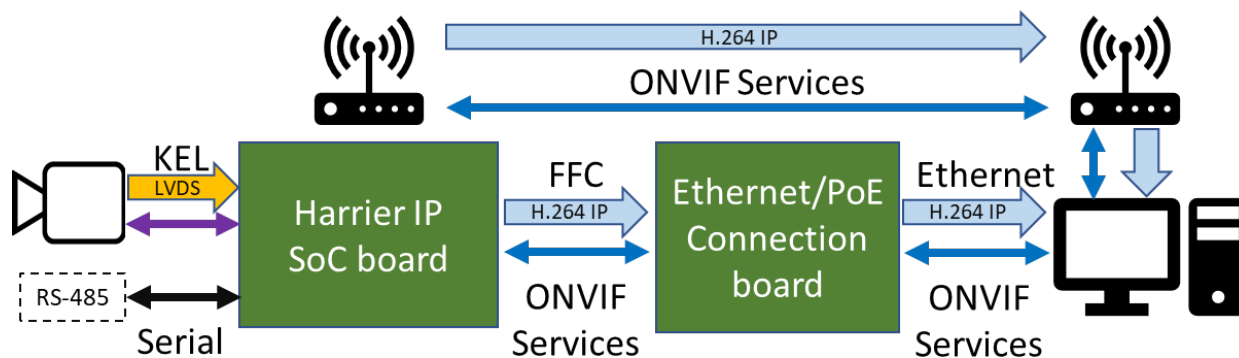 H.264 IP
ONVIF Services
KEL
LVDS
Harrier IP
SoC board
RS-485
Serial
FFC
H.264 IP
ONVIF
Services
Ethernet/PoE
Connection
board
Ethernet
H.264 IP
ONVIF
Services